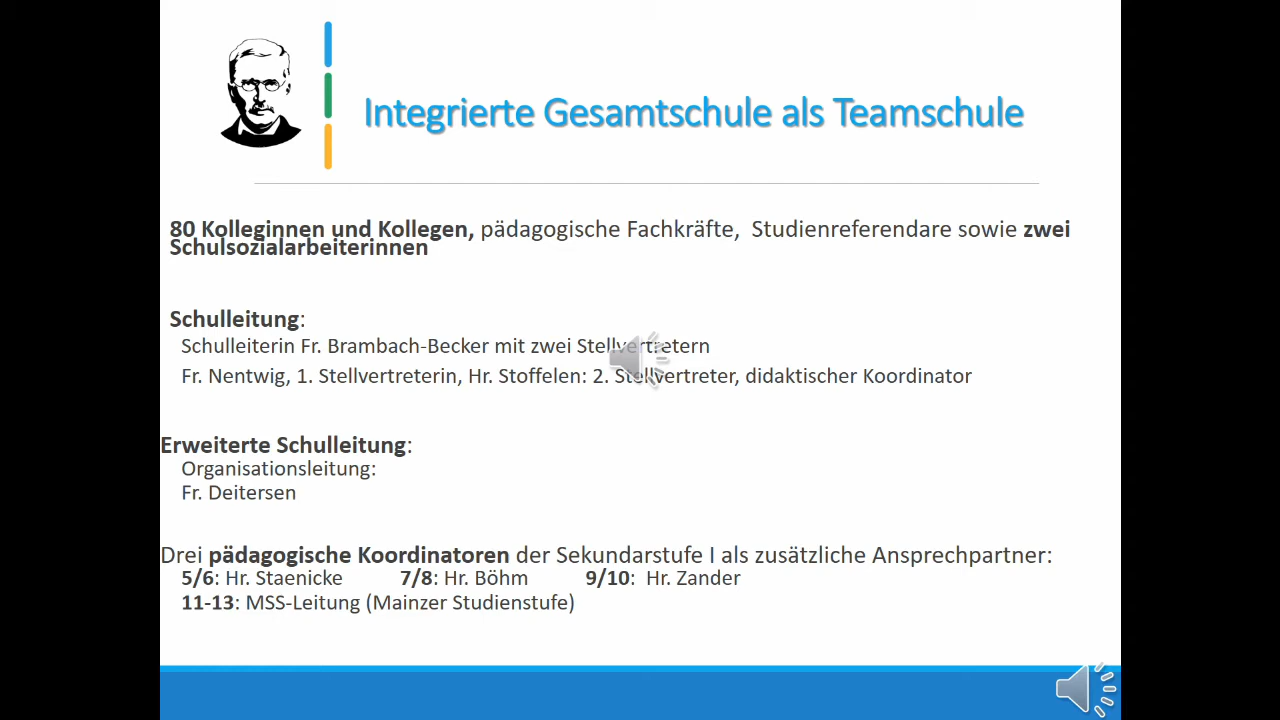 Integrierte Gesamtschule als Teamschule
80 Kolleginnen und Kollegen, pädagogische Fachkräfte, Studienreferendare sowie zwei
Schulsozialarbeiterinnen
Schulleitung:
Schulleiterin Fr. Brambach-Becker mit zwei Stellvertretern
Fr. Nentwig, 1. Stellvertreterin, Hr. Stoffelen: 2. Stellvertreter, didaktischer Koordinator
Erweiterte Schulleitung:
Organisationsleitung:
Fr. Deitersen
Drei pädagogische Koordinatoren der Sekundarstufe I als zusätzliche Ansprechpartner:
5/6: Hr. Staenicke 7/8: Hr. Böhm 9/10: Hr. Zander
11-13: MSS-Leitung (Mainzer Studienstufe)